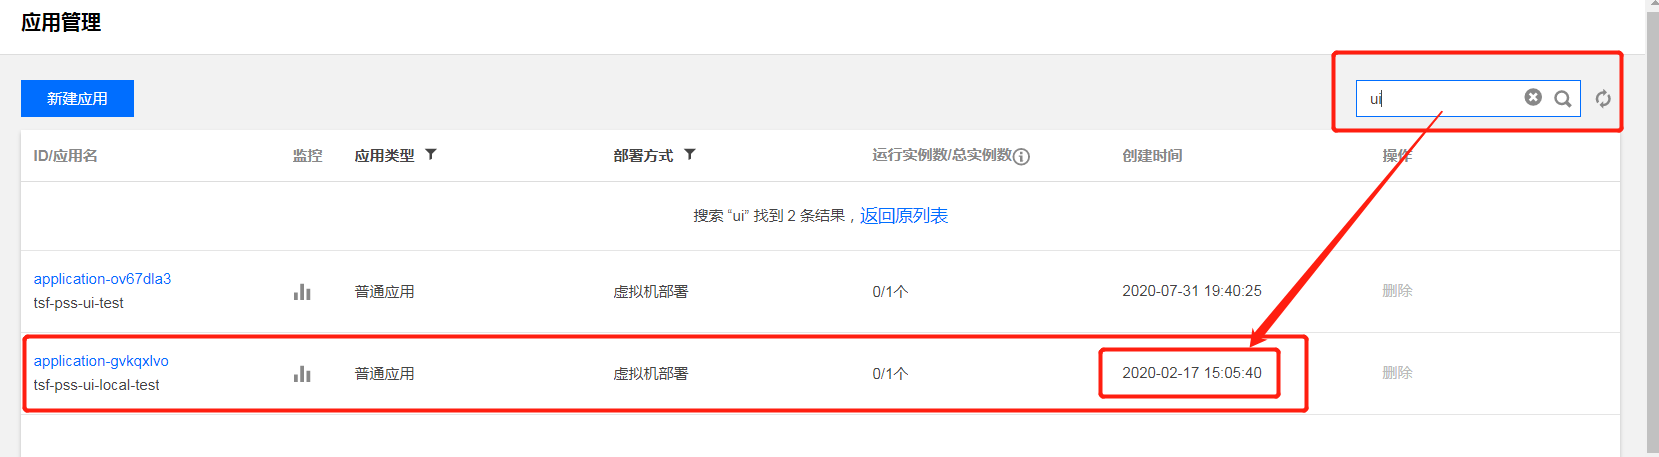 应用管理
新建应用
ui
ID/应用名 监控 应用类型 部署方式 运行实例数/总实例数 创建时间 操作
搜索 “ui” 找到 2 条结果，返回原列表
application-ov67dla3
tsf-pss-ui-test
普通应用 虚拟机部署 0/1个 2020-07-31 19:40:25 删除
application-gvkqxlvo
tsf-pss-ui-local-test
普通应用 虚拟机部署 0/1个 2020-02-17 15:05:40 删除